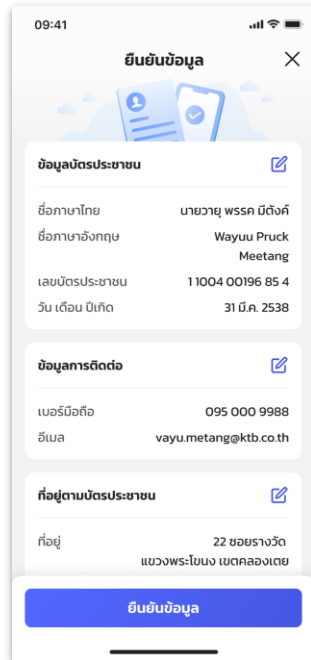 09:41
ยืนยันข้อมูล
ข้อมูลบัตรประชาชน
ชื่อภาษาไทย นายวายุ พรรค มีตังค์
ชื่อภาษาอังกฤษ Wayuu Pruck
Meetang
เลขบัตรประชาชน 1 1004 00196 85 4
วัน เดือน ปีเกิด 31 มี.ค. 2538
ข้อมูลการติดต่อ
เบอร์มือถือ 095 000 9988
อีเมล vayu.metang@ktb.co.th
ที่อยู่ตามบัตรประชาชน
ที่อยู่ 22 ซอยรางวัด
แขวงพระโขนง เขตคลองเตย
ยืนยันข้อมูล